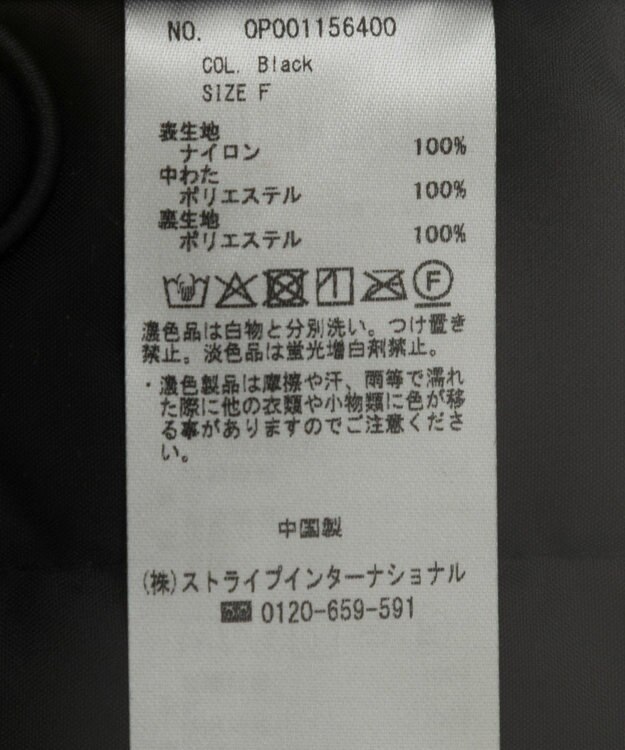 NO. OP001156400
COL. Black
SIZE F
表生地
ナイロン 100%
中わた
ポリエステル 100%
裏生地
ポリエステル 100%
F
濃色品は白物と分別洗い。つけ置き
禁止。淡色品は蛍光増白剤禁止。
・濃色製品は摩擦や汗、雨等で濡れ
た際に他の衣類や小物類に色が移
る事がありますのでご注意くださ
い。
中国製
(株)ストライプインターナショナル
0120-659-591